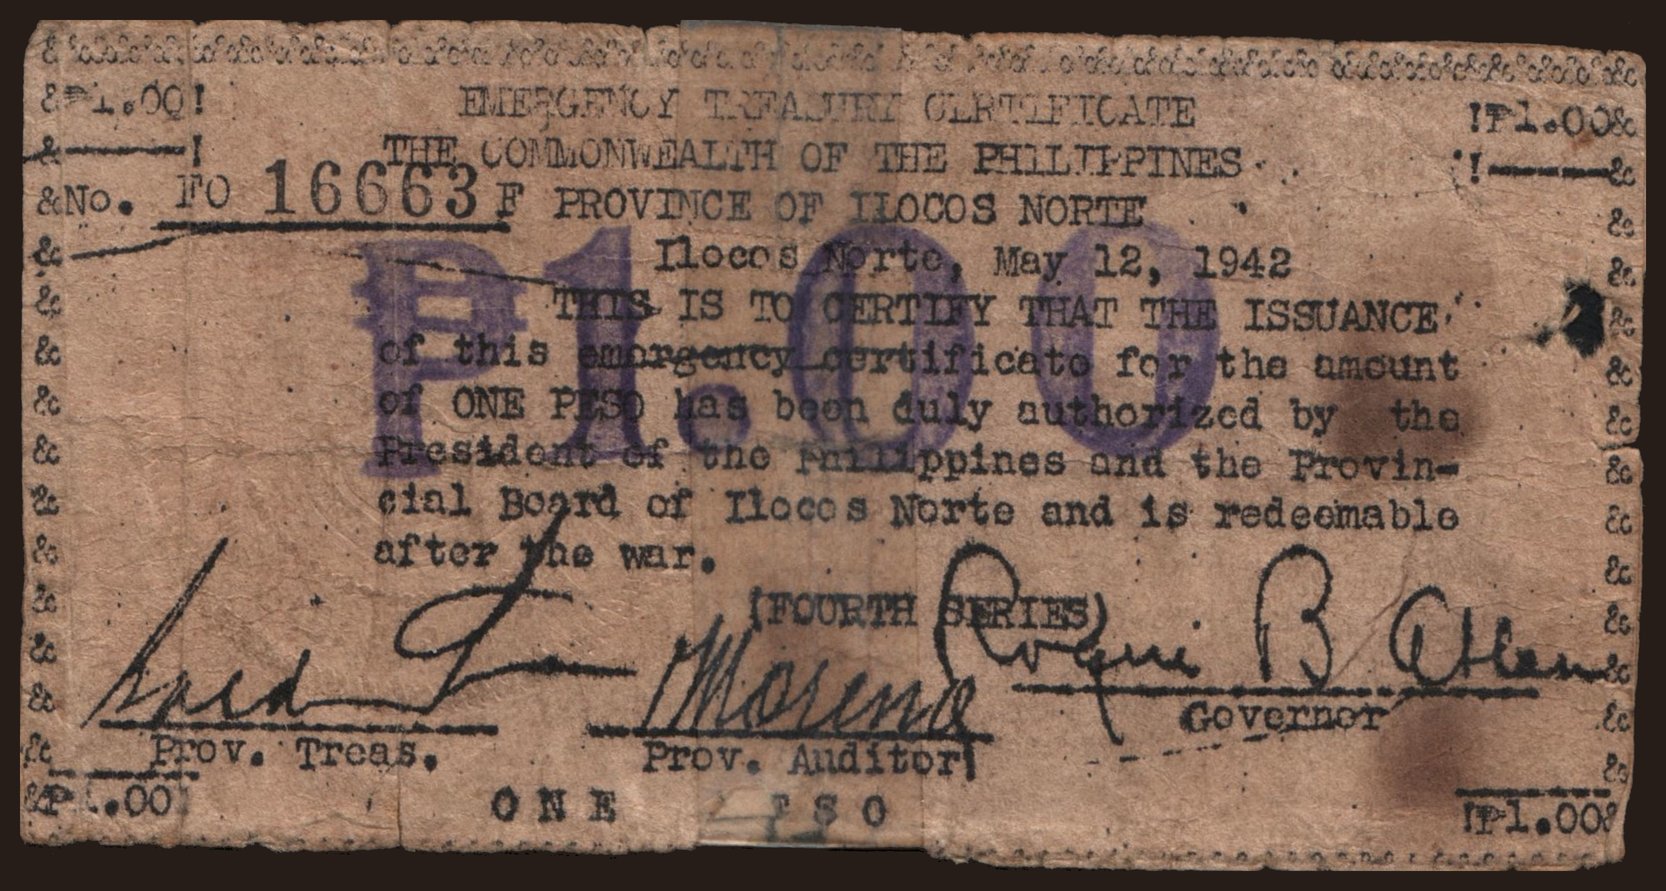 ₱1.00! EMERGENCY TREASURY CERTIFICATE !₱1.00
THE COMMONWEALTH OF THE PHILIPPINES
No. FO 16663 F PROVINCE OF ILOCOS NORTE
Ilocos Norte, May 12, 1942
₱1.00
THIS IS TO CERTIFY THAT THE ISSUANCE
of this emergency certificate for the amount
of ONE PESO has been duly authorized by the
President of the Philippines and the Provin-
cial Board of Ilocos Norte and is redeemable
after the war.
(FOURTH SERIES)
Moreno Roque B Ablan
Governor
Prov. Treas. Prov. Auditor
₱1.00 ONE P SO !₱1.00